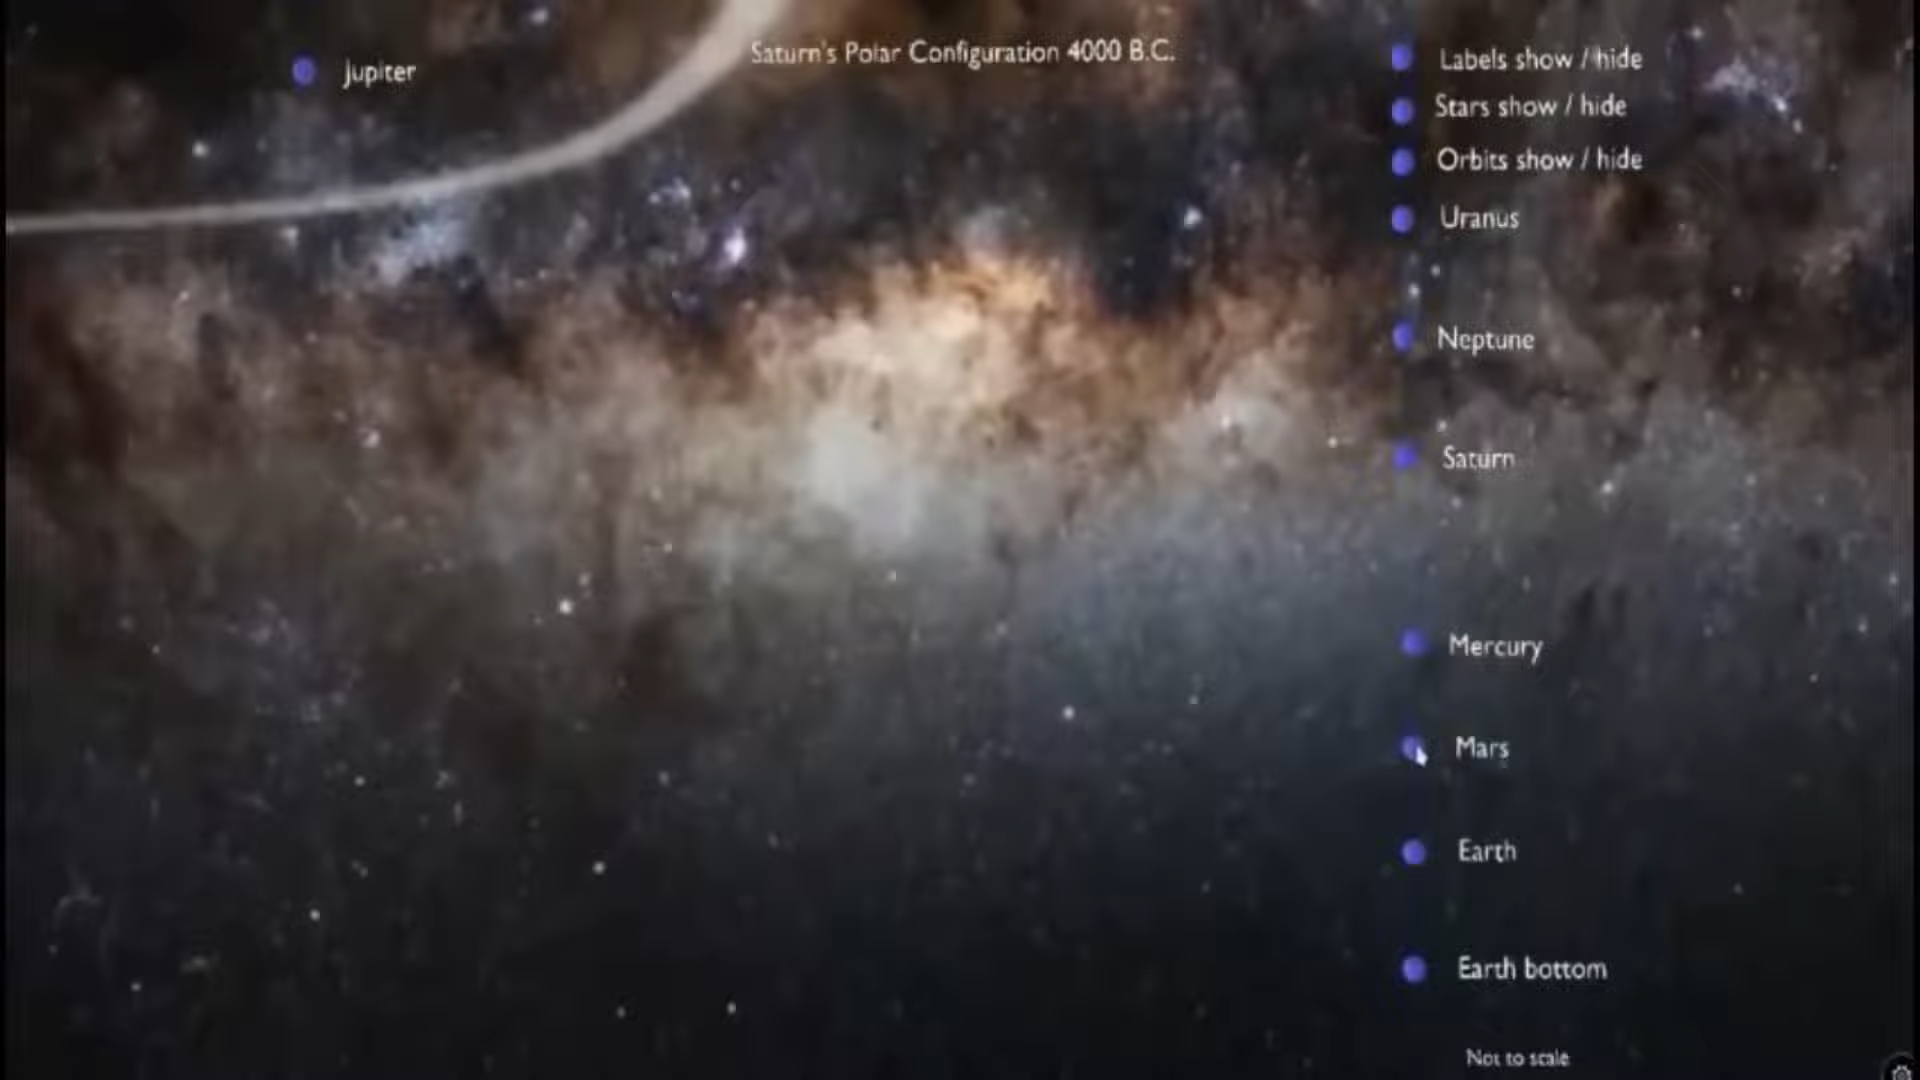 Jupiter
Saturn's Polar Configuration 4000 B.C.
Labels show / hide
Stars show / hide
Orbits show / hide
Uranus
Neptune
Saturn
Mercury
Mars
Earth
Earth bottom
Not to scale